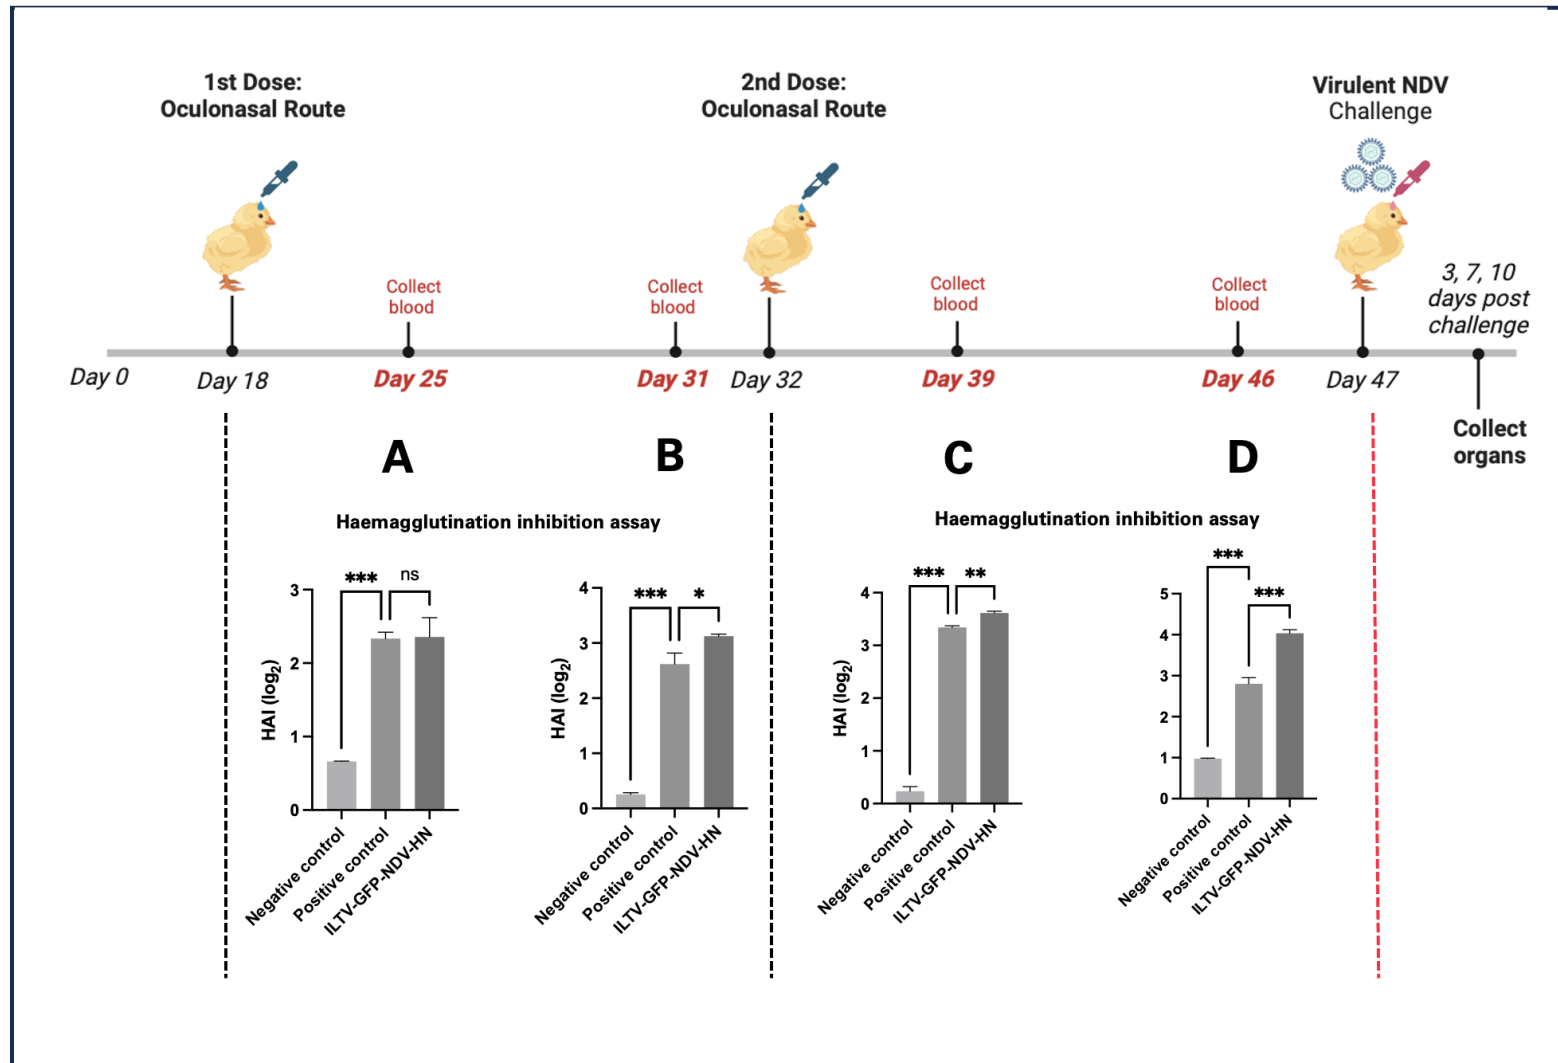 1st Dose:
Oculonasal Route
2nd Dose:
Oculonasal Route
Virulent NDV
Challenge
Collect
blood
Collect
blood
Collect
blood
Collect
blood
3, 7, 10
days post
challenge
Day 0
Day 18
Day 25
Day 31
Day 32
Day 39
Day 46
Day 47
Collect
organs
A
B
C
D
Haemagglutination inhibition assay
Haemagglutination inhibition assay
*** ns
3
2
1
0
HAI (log2)
Negative control
Positive control
ILTV-GFP-NDV-HN
*** *
4
3
2
1
0
HAI (log2)
Negative control
Positive control
ILTV-GFP-NDV-HN
*** **
4
3
2
1
0
HAI (log2)
Negative control
Positive control
ILTV-GFP-NDV-HN
***
***
5
4
3
2
1
0
Negative control
Positive control
ILTV-GFP-NDV-HN